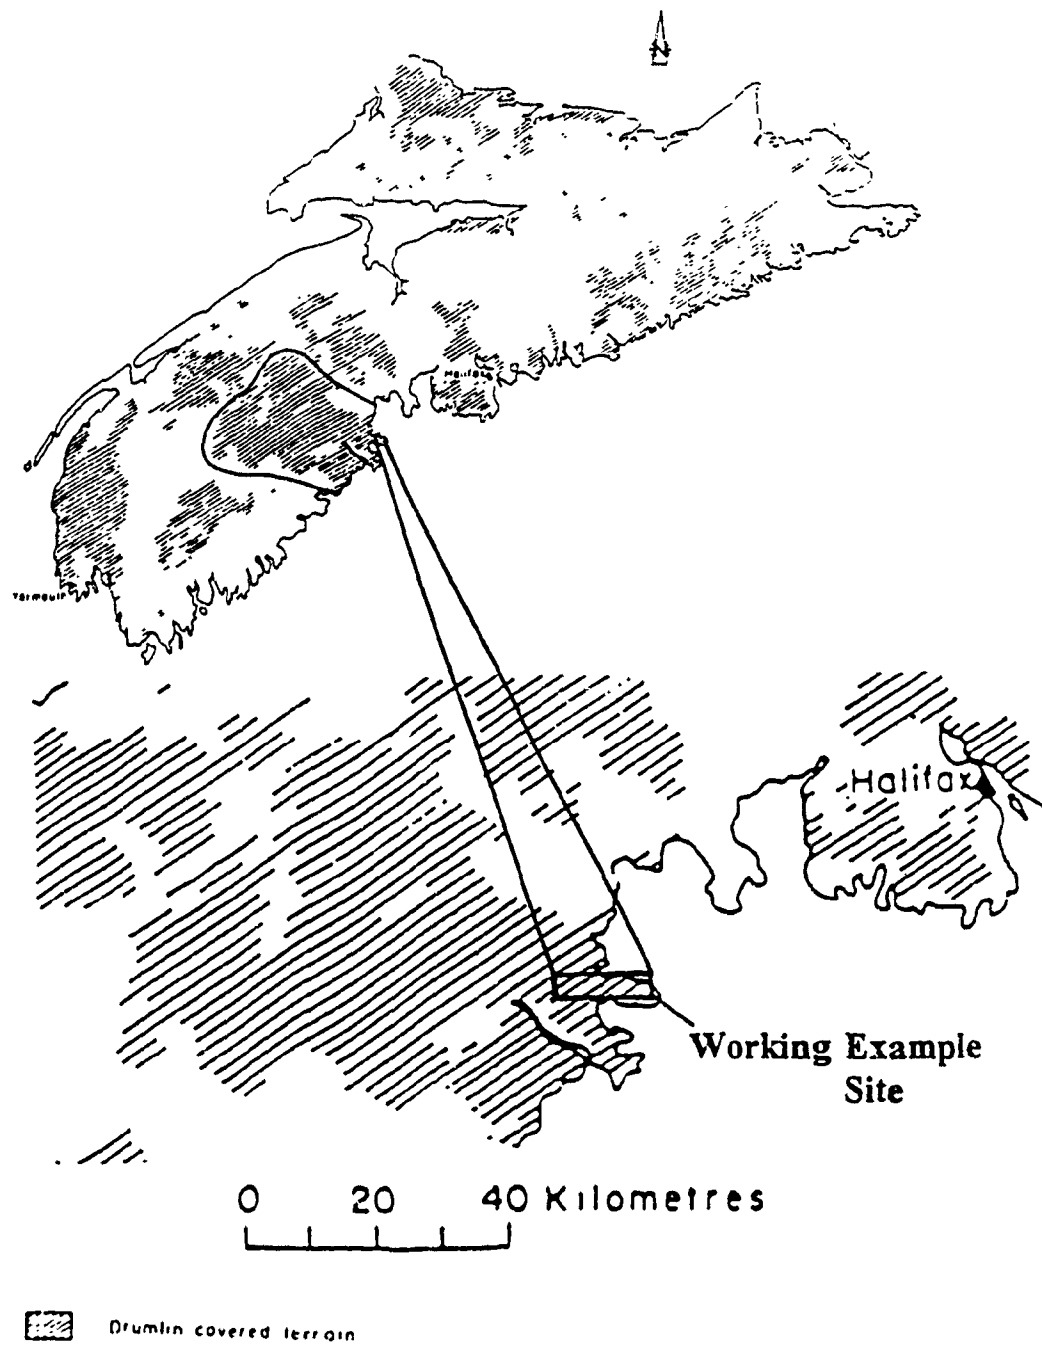 N
Halifax
Yarmouth
Halifax
Working Example
Site
0 20 40 Kilometres
Drumlin covered terrain